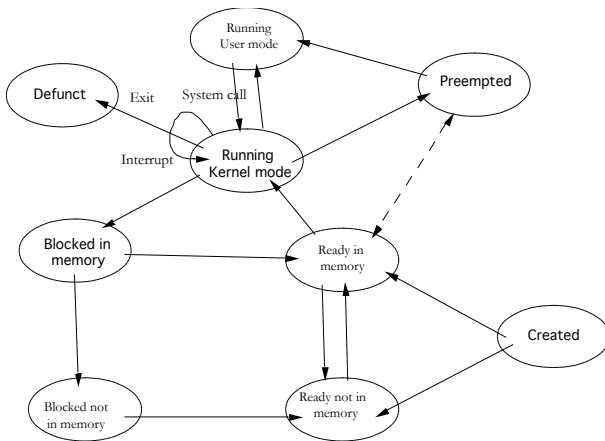 Running
User mode
Preempted
Defunct
Exit
System call
Interrupt
Running
Kernel mode
Blocked in
memory
Ready in
memory
Created
Blocked not
in memory
Ready not in
memory